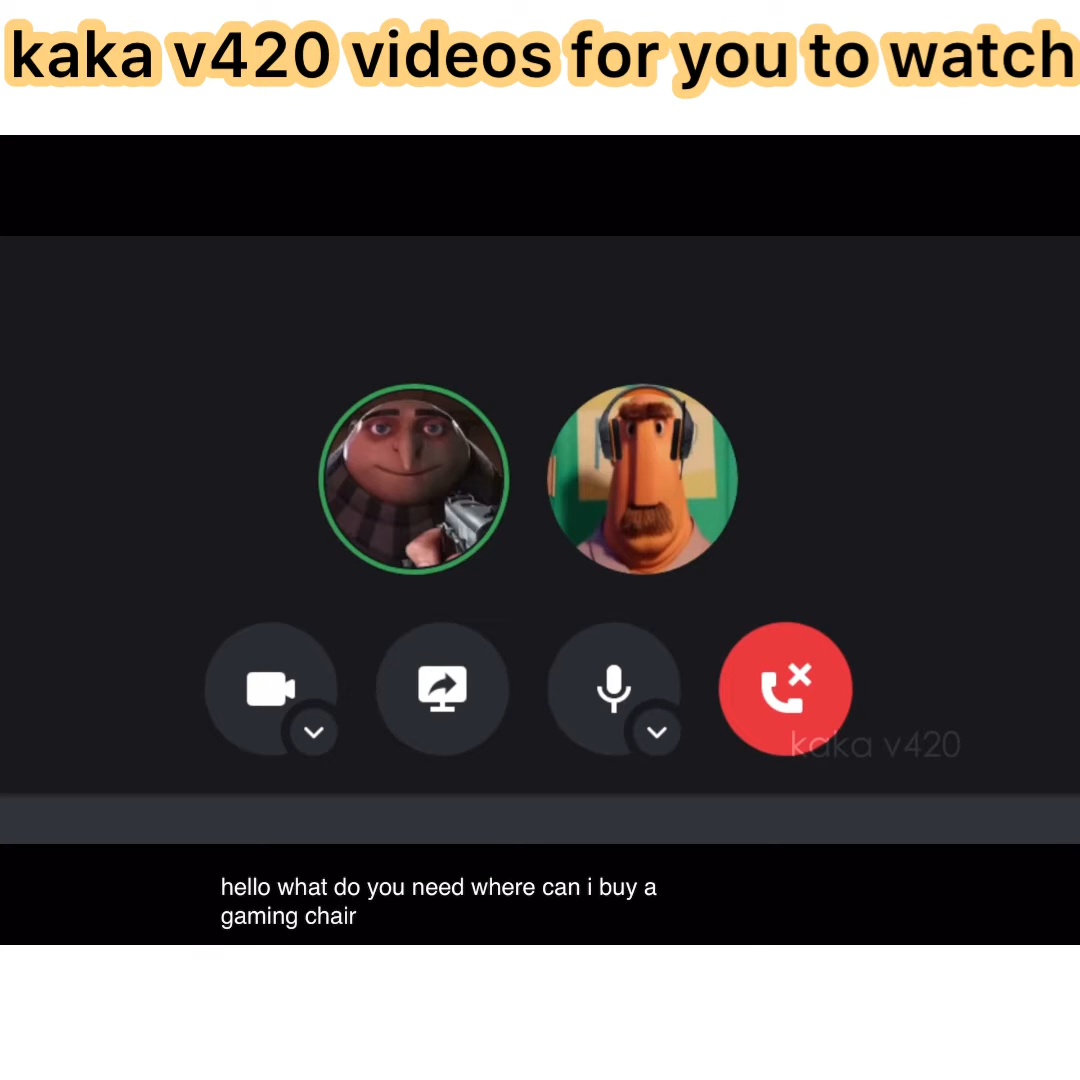 kaka v420 videos for you to watch
kaka v420
hello what do you need where can i buy a
gaming chair